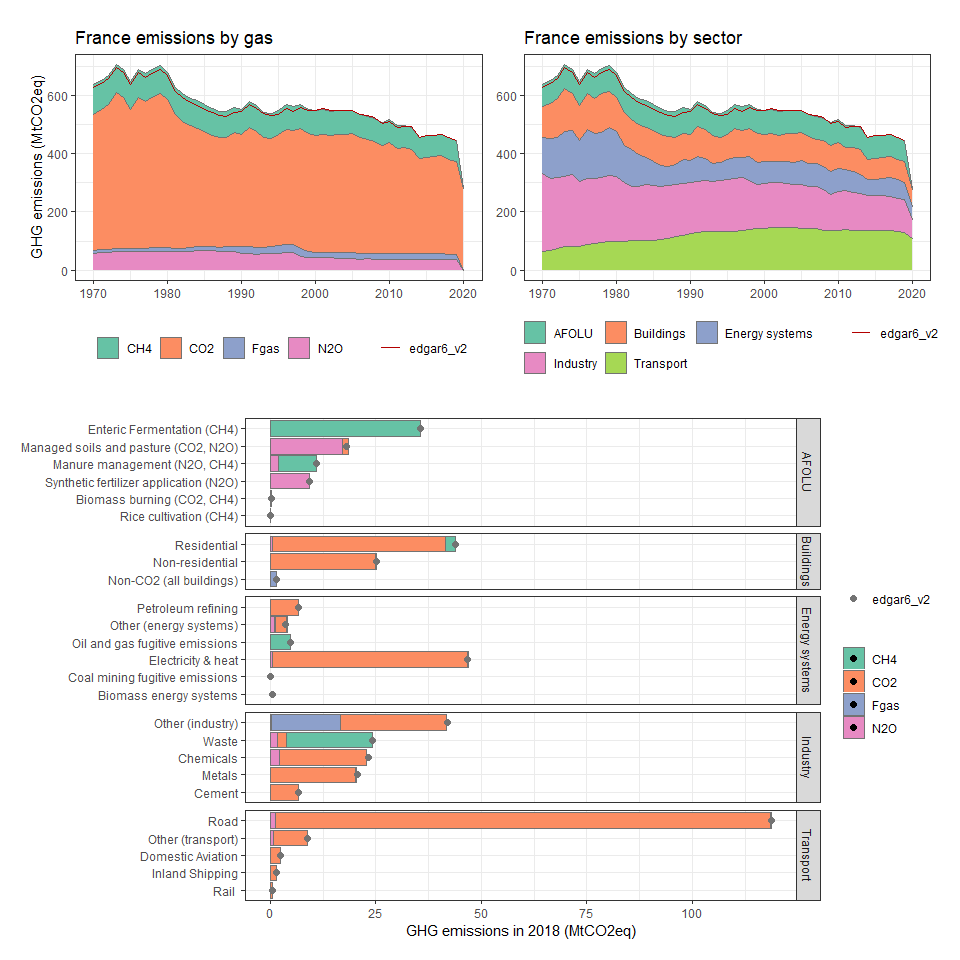 France emissions by gas
France emissions by sector
GHG emissions (MtCO2eq)
600
400
200
0
1970
1980
1990
2000
2010
2020
600
400
200
0
1970
1980
1990
2000
2010
2020
CH4
CO2
Fgas
N2O
edgar6_v2
AFOLU
Buildings
Energy systems
Industry
Transport
edgar6_v2
Enteric Fermentation (CH4)
Managed soils and pasture (CO2, N2O)
Manure management (N2O, CH4)
Synthetic fertilizer application (N2O)
Biomass burning (CO2, CH4)
Rice cultivation (CH4)
AFOLU
Residential
Non-residential
Non-CO2 (all buildings)
Buildings
Petroleum refining
Other (energy systems)
Oil and gas fugitive emissions
Electricity & heat
Coal mining fugitive emissions
Biomass energy systems
Energy systems
Other (industry)
Waste
Chemicals
Metals
Cement
Industry
Road
Other (transport)
Domestic Aviation
Inland Shipping
Rail
Transport
0
25
50
75
100
GHG emissions in 2018 (MtCO2eq)
edgar6_v2
CH4
CO2
Fgas
N2O